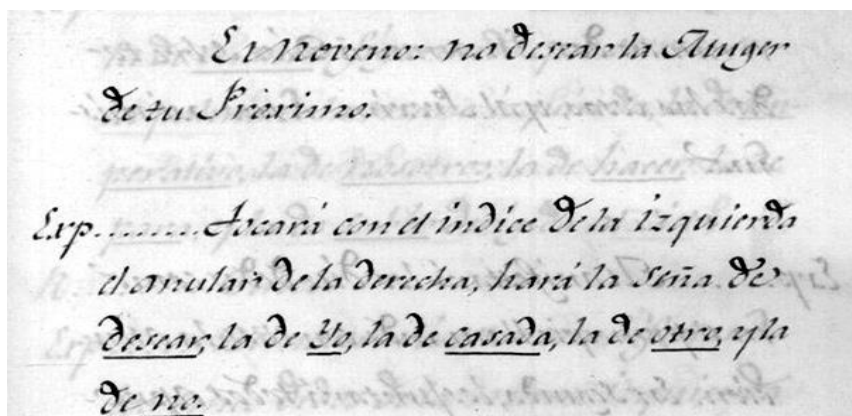 El Noveno: no desear la Muger
de tu Proximo.
Exp. ..... Tocará con el índice de la izquierda
el anular de la derecha, hará la seña de
desear, la de Yo, la de casada, la de otro, y la
de no.